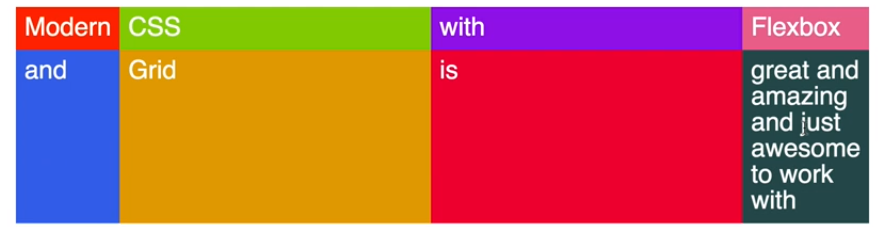 Modern CSS with Flexbox
and Grid is great and
amazing
and just
awesome
to work
with